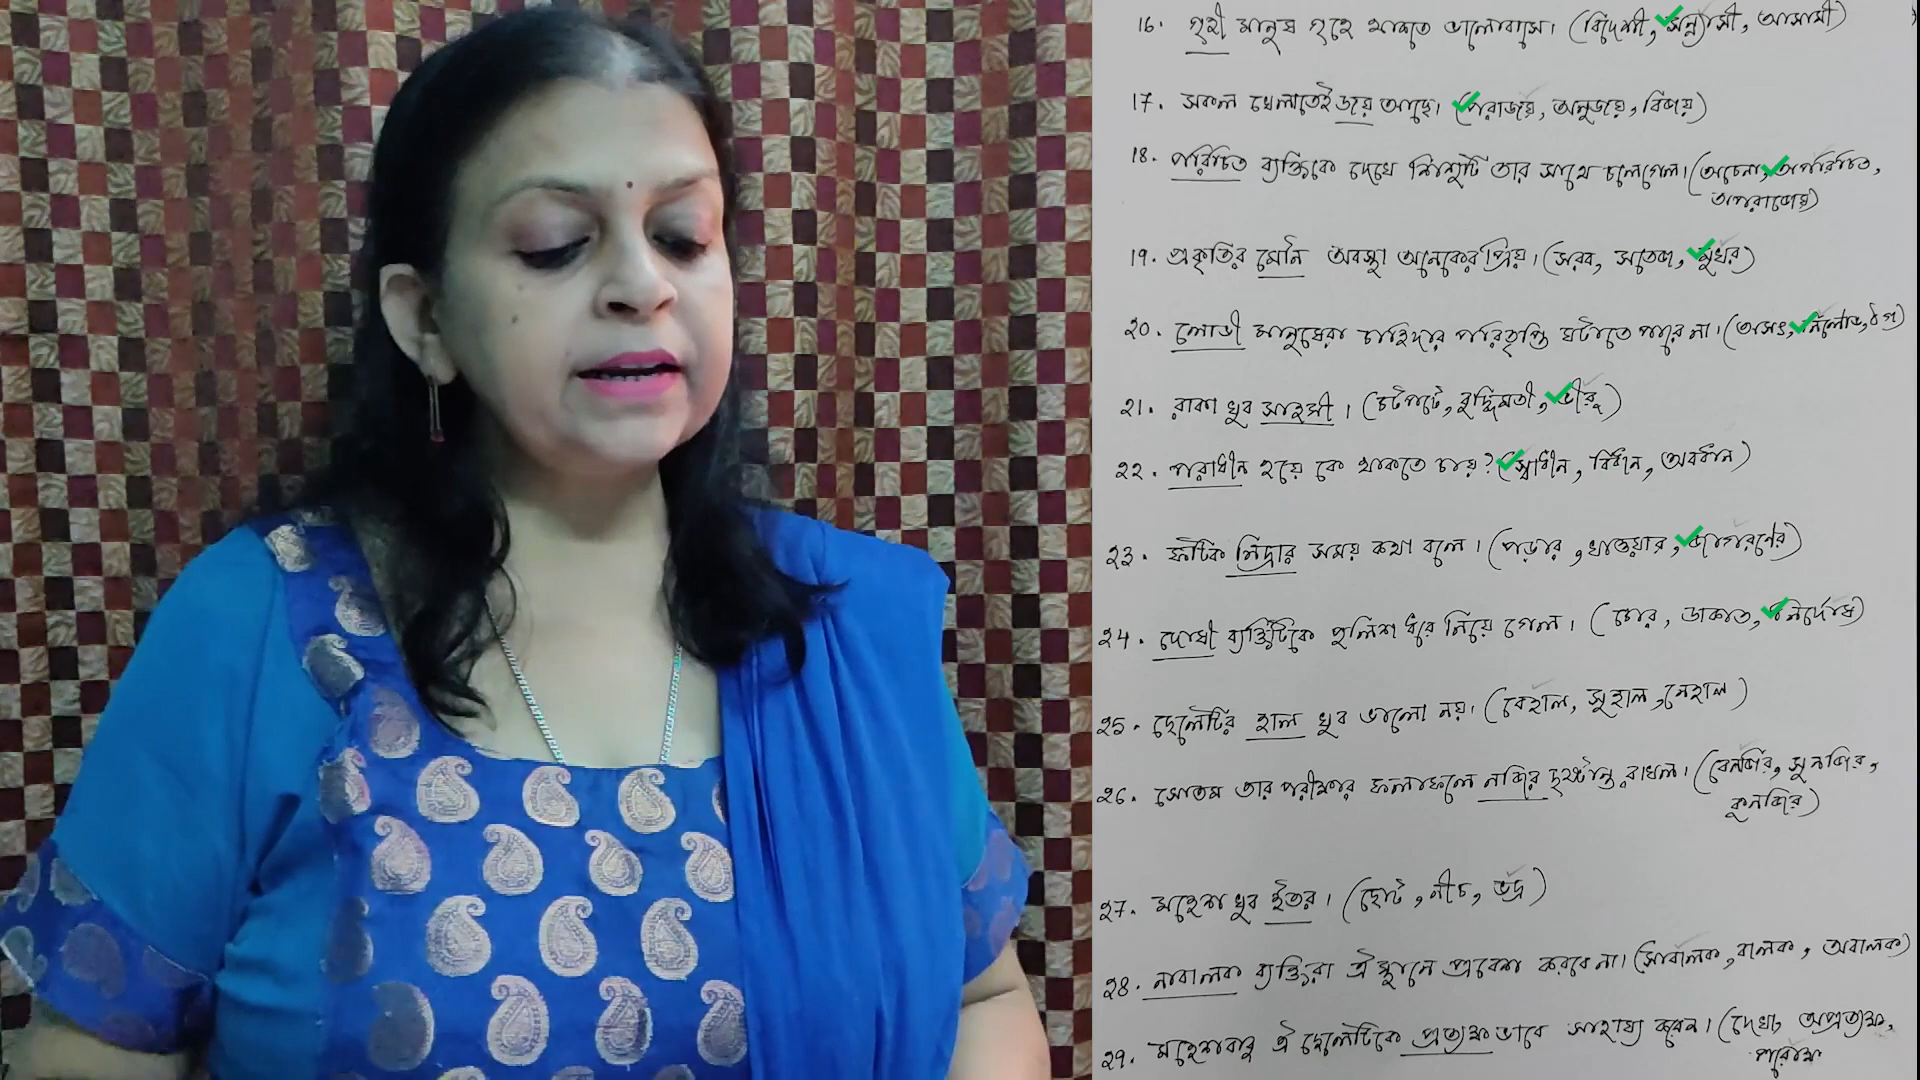 ১৬. গৃহী মানুষ গৃহে থাকতে ভালোবাসে। (বিদেশী, সন্ন্যাসী, আসামী)
১৭. সকল খেলাতেই জয় আছে। (পরাজয়, অনুজয়, বিজয়)
১৮. পরিচিত ব্যক্তিকে দেখে শিশুটি তার সাথে চলেগেল। (অচেনা, অপরিচিত,
অপরাজেয়)
১৯. প্রকৃতির মৌন অবস্থা অনেকের প্রিয়। (সরব, সতেজ, মুখর)
২০. লোভী মানুষেরা চাহিদার পরিতৃপ্তি ঘটাতে পারে না। (অসৎ, নির্লোভ, ঠগ)
২১. রাকা খুব সাহসী। (চটপটে, বুদ্ধিমতী, ভীরু)
২২. পরাধীন হয়ে কে থাকতে চায়? (স্বাধীন, বিধীন, অবধীন)
২৩. ফটিক নিদ্রার সময় কথা বলে। (পড়ার, খাওয়ার, জাগরণের)
২৪. দোষী ব্যক্তিটিকে পুলিশ ধরে নিয়ে গেল। (চোর, ডাকাত, নির্দোষ)
২৫. ছেলেটির হাল খুব ভালো নয়। (বেহাল, সুহাল, নেহাল)
২৬. সোতম তার পরীক্ষার ফলাফলে নজির দৃষ্টান্ত রাখল। (বেনজির, সুনজির,
কুনজির)
২৭. মহেশ খুব ইতর। (ছোট, নীচ, ভদ্র)
২৮. নাবালক ব্যক্তিরা ঐ স্থানে প্রবেশ করবে না। (সাবালক, বালক, অবালক)
২৯. মহেশবাবু ঐ ছেলেটিকে প্রত্যক্ষ ভাবে সাহায্য করেন। (দেখা, অপ্রত্যক্ষ,
পরোক্ষ